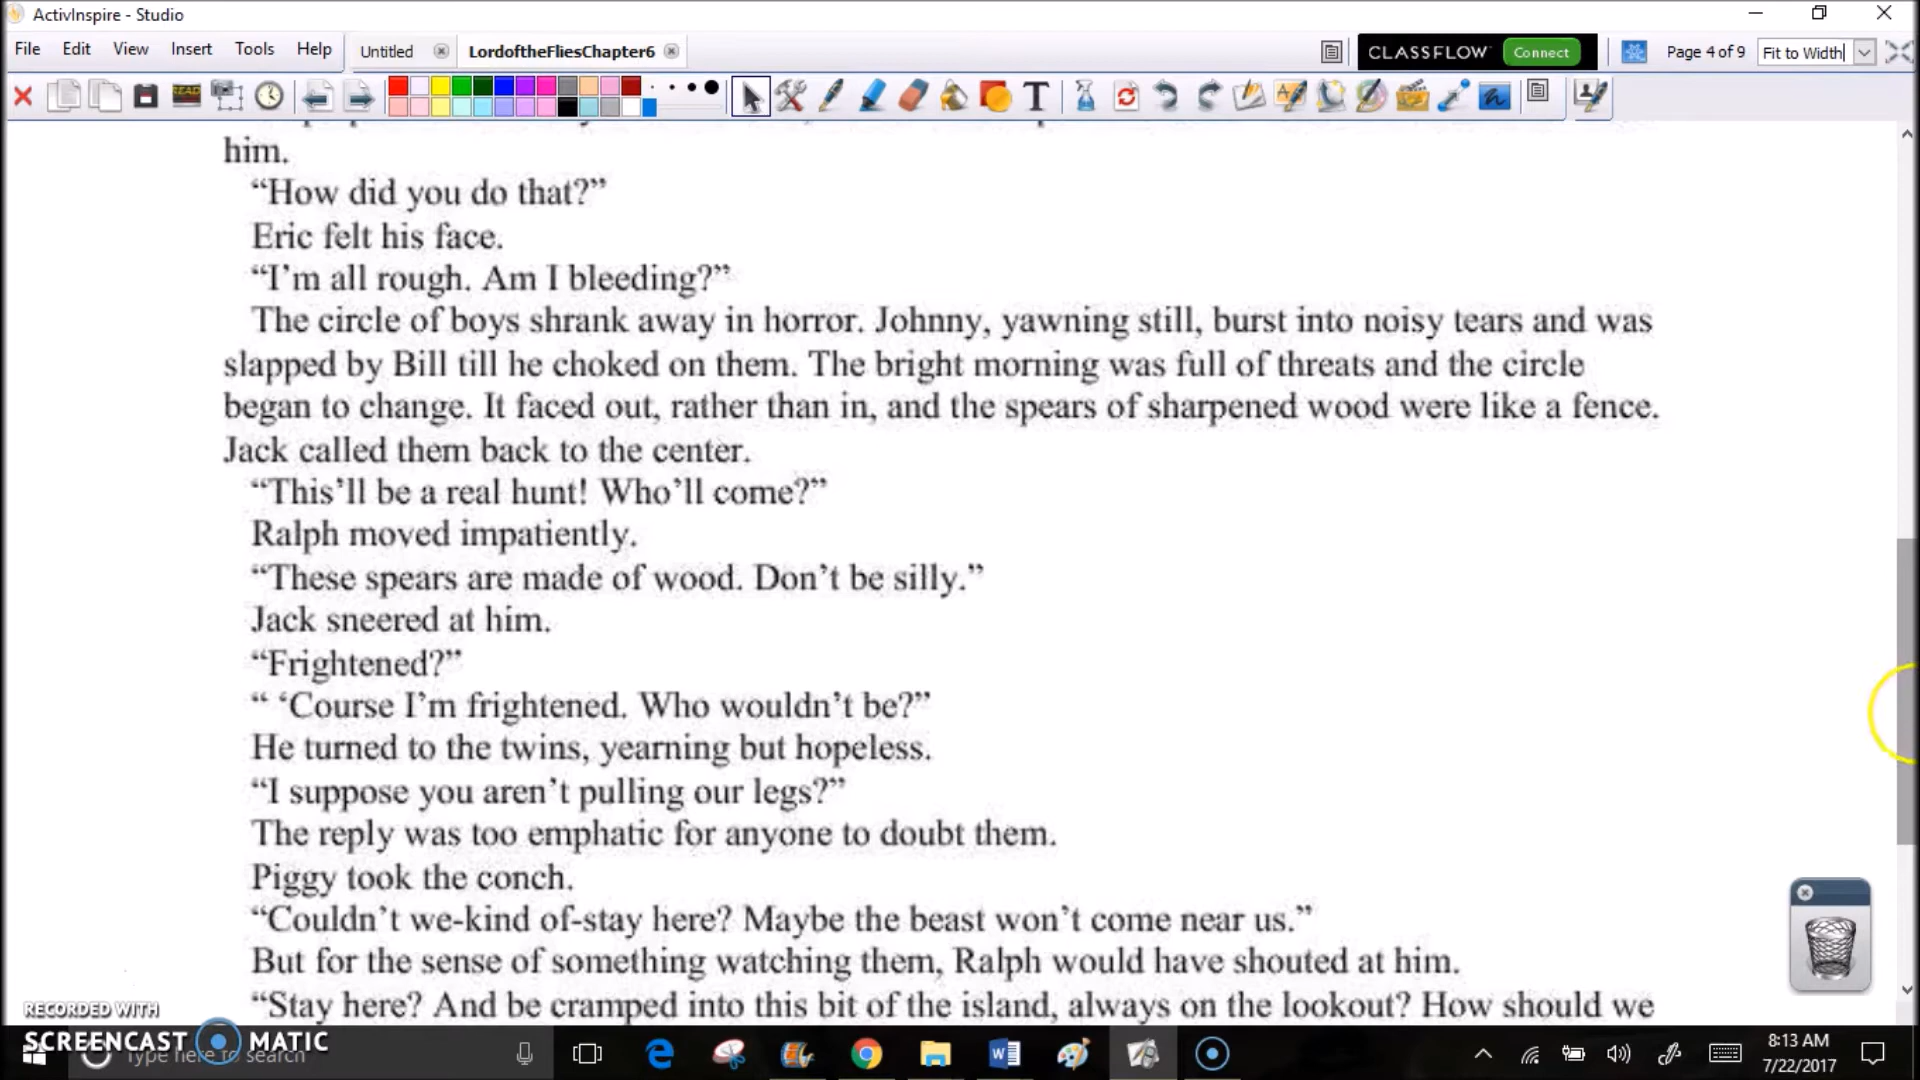 ActivInspire - Studio
File Edit View Insert Tools Help
Untitled
LordoftheFliesChapter6
CLASSFLOW Connect
Page 4 of 9
Fit to Width
him.
“How did you do that?”
Eric felt his face.
“I’m all rough. Am I bleeding?”
The circle of boys shrank away in horror. Johnny, yawning still, burst into noisy tears and was
slapped by Bill till he choked on them. The bright morning was full of threats and the circle
began to change. It faced out, rather than in, and the spears of sharpened wood were like a fence.
Jack called them back to the center.
“This’ll be a real hunt! Who’ll come?”
Ralph moved impatiently.
“These spears are made of wood. Don’t be silly.”
Jack sneered at him.
“Frightened?”
“ ‘Course I’m frightened. Who wouldn’t be?”
He turned to the twins, yearning but hopeless.
“I suppose you aren’t pulling our legs?”
The reply was too emphatic for anyone to doubt them.
Piggy took the conch.
“Couldn’t we-kind of-stay here? Maybe the beast won’t come near us.”
But for the sense of something watching them, Ralph would have shouted at him.
“Stay here? And be cramped into this bit of the island, always on the lookout? How should we
RECORDED WITH
SCREENCAST MATIC
Type here to search
8:13 AM
7/22/2017